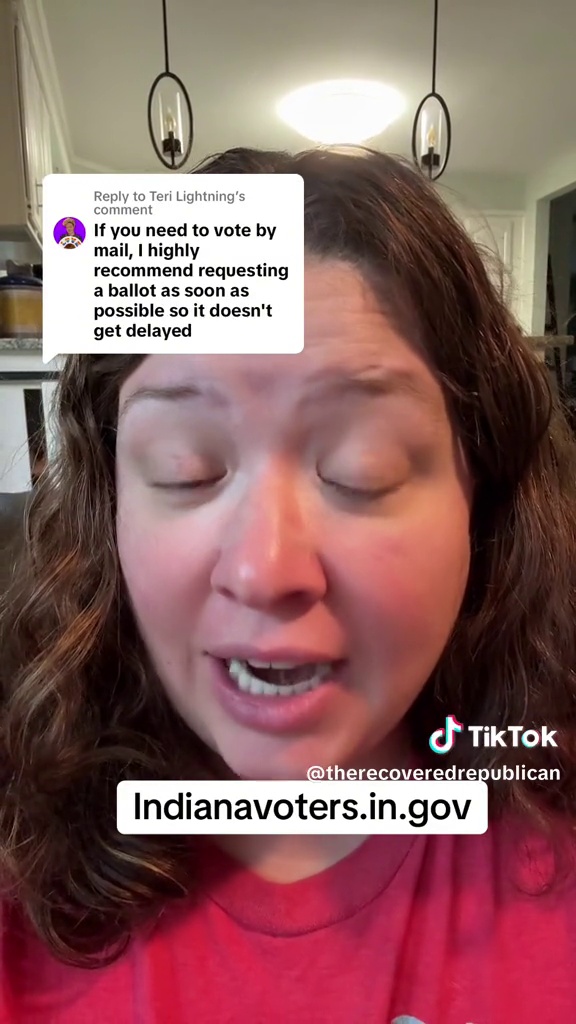 Reply to Teri Lightning's
comment
If you need to vote by
mail, I highly
recommend requesting
a ballot as soon as
possible so it doesn't
get delayed
TikTok
@therecoveredrepublican
Indianavoters.in.gov